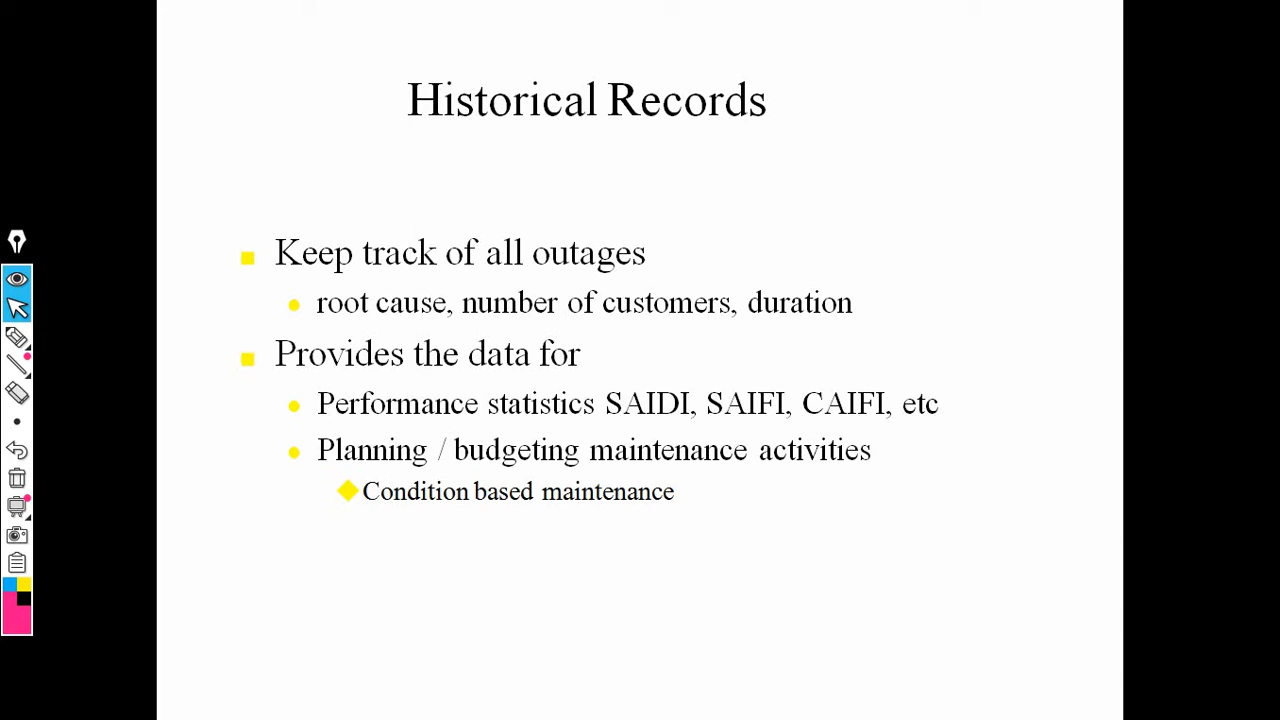 Historical Records
Keep track of all outages
root cause, number of customers, duration
Provides the data for
Performance statistics SAIDI, SAIFI, CAIFI, etc
Planning / budgeting maintenance activities
Condition based maintenance